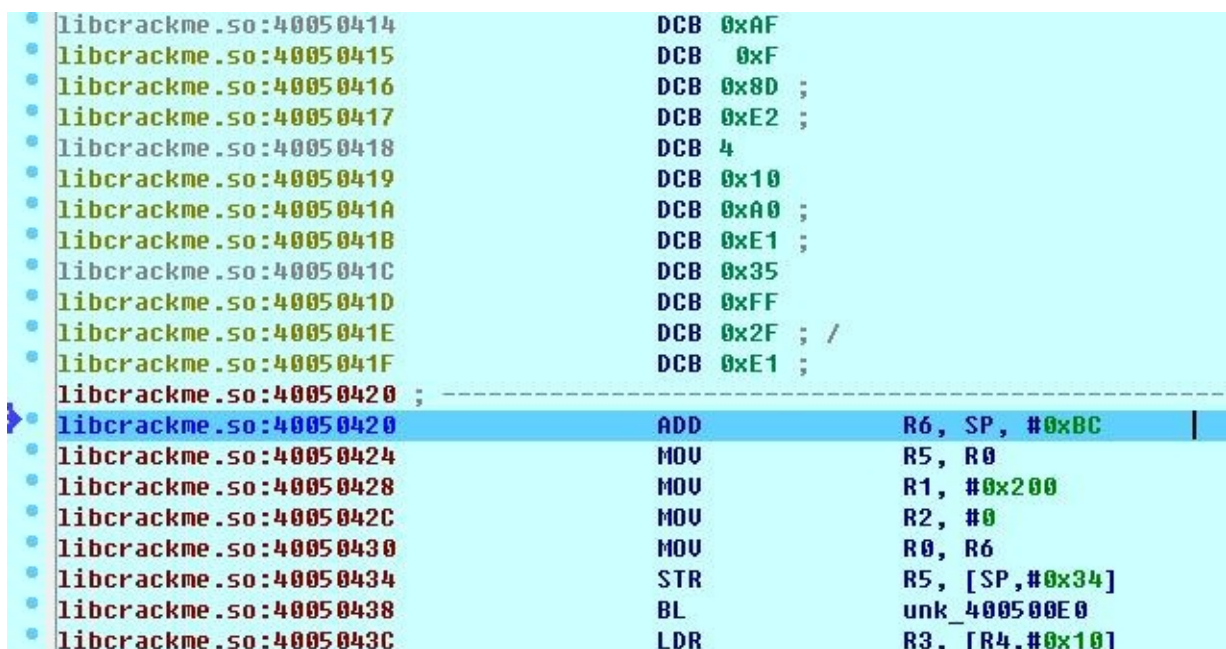 libcrackme.so:40050414 DCB 0xAF
libcrackme.so:40050415 DCB 0xF
libcrackme.so:40050416 DCB 0x8D ;
libcrackme.so:40050417 DCB 0xE2 ;
libcrackme.so:40050418 DCB 4
libcrackme.so:40050419 DCB 0x10
libcrackme.so:4005041A DCB 0xA0 ;
libcrackme.so:4005041B DCB 0xE1 ;
libcrackme.so:4005041C DCB 0x35
libcrackme.so:4005041D DCB 0xFF
libcrackme.so:4005041E DCB 0x2F ; /
libcrackme.so:4005041F DCB 0xE1 ;
libcrackme.so:40050420 ; ---------------------------------------------------
libcrackme.so:40050420 ADD R6, SP, #0xBC
libcrackme.so:40050424 MOV R5, R0
libcrackme.so:40050428 MOV R1, #0x200
libcrackme.so:4005042C MOV R2, #0
libcrackme.so:40050430 MOV R0, R6
libcrackme.so:40050434 STR R5, [SP,#0x34]
libcrackme.so:40050438 BL unk_400500E0
libcrackme.so:4005043C LDR R3, [R4,#0x10]